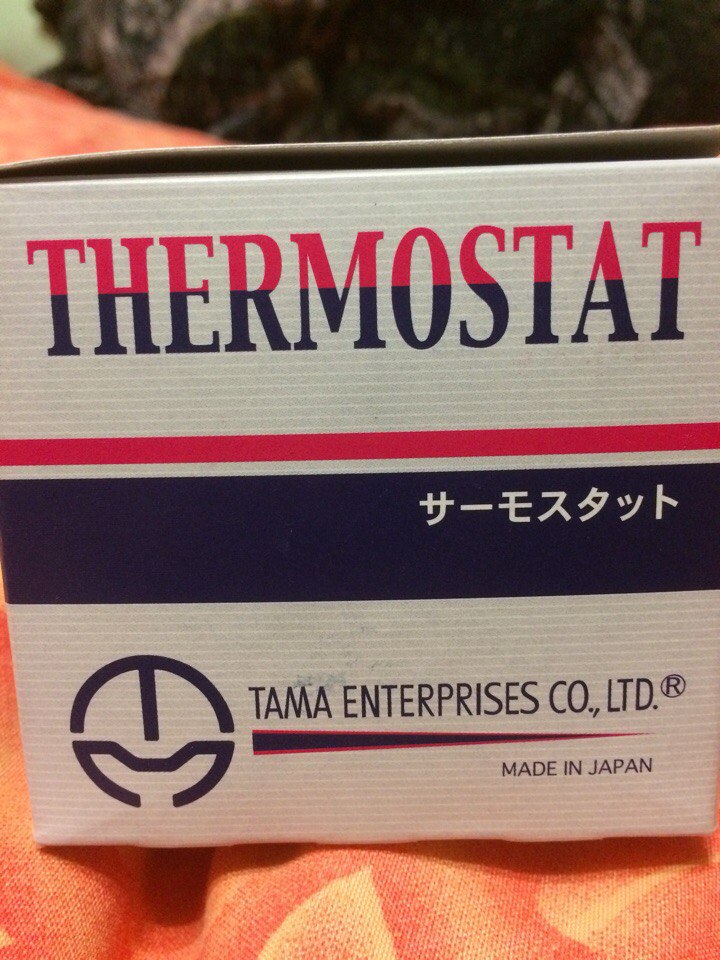 THERMOSTAT
サーモスタット
TAMA ENTERPRISES CO., LTD.®
MADE IN JAPAN